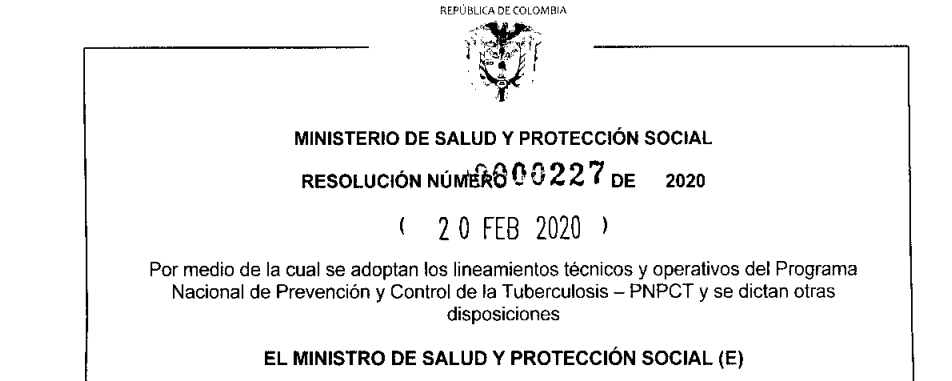 REPÚBLICA DE COLOMBIA
MINISTERIO DE SALUD Y PROTECCIÓN SOCIAL
RESOLUCIÓN NÚMERO 0000227 DE 2020
( 20 FEB 2020 )
Por medio de la cual se adoptan los lineamientos técnicos y operativos del Programa
Nacional de Prevención y Control de la Tuberculosis – PNPCT y se dictan otras
disposiciones
EL MINISTRO DE SALUD Y PROTECCIÓN SOCIAL (E)